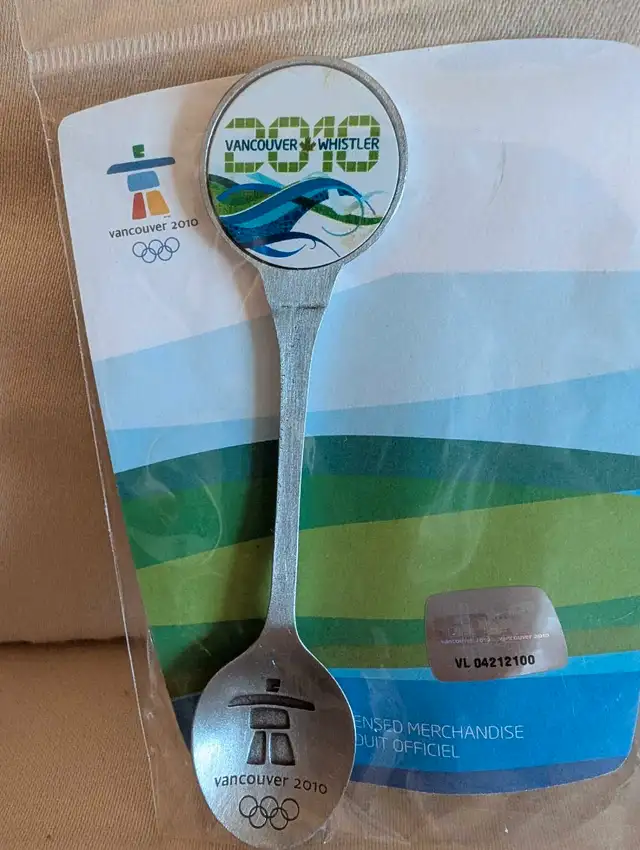 2010
VANCOUVER WHISTLER
vancouver 2010
VL 04212100
ENSED MERCHANDISE
DUIT OFFICIEL
vancouver 2010